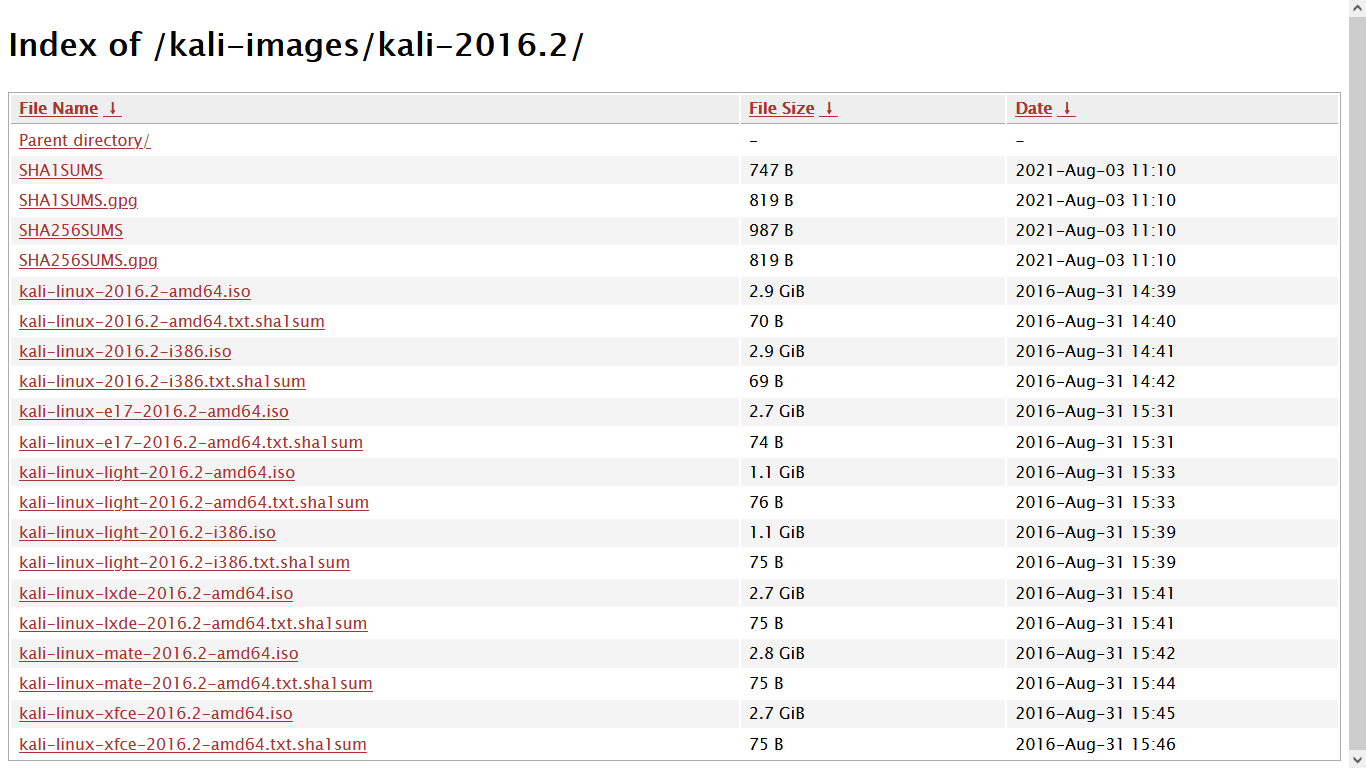 Index of /kali-images/kali-2016.2/
File Name ↓ File Size ↓ Date ↓
Parent directory/ - -
SHA1SUMS 747 B 2021-Aug-03 11:10
SHA1SUMS.gpg 819 B 2021-Aug-03 11:10
SHA256SUMS 987 B 2021-Aug-03 11:10
SHA256SUMS.gpg 819 B 2021-Aug-03 11:10
kali-linux-2016.2-amd64.iso 2.9 GiB 2016-Aug-31 14:39
kali-linux-2016.2-amd64.txt.sha1sum 70 B 2016-Aug-31 14:40
kali-linux-2016.2-i386.iso 2.9 GiB 2016-Aug-31 14:41
kali-linux-2016.2-i386.txt.sha1sum 69 B 2016-Aug-31 14:42
kali-linux-e17-2016.2-amd64.iso 2.7 GiB 2016-Aug-31 15:31
kali-linux-e17-2016.2-amd64.txt.sha1sum 74 B 2016-Aug-31 15:31
kali-linux-light-2016.2-amd64.iso 1.1 GiB 2016-Aug-31 15:33
kali-linux-light-2016.2-amd64.txt.sha1sum 76 B 2016-Aug-31 15:33
kali-linux-light-2016.2-i386.iso 1.1 GiB 2016-Aug-31 15:39
kali-linux-light-2016.2-i386.txt.sha1sum 75 B 2016-Aug-31 15:39
kali-linux-lxde-2016.2-amd64.iso 2.7 GiB 2016-Aug-31 15:41
kali-linux-lxde-2016.2-amd64.txt.sha1sum 75 B 2016-Aug-31 15:41
kali-linux-mate-2016.2-amd64.iso 2.8 GiB 2016-Aug-31 15:42
kali-linux-mate-2016.2-amd64.txt.sha1sum 75 B 2016-Aug-31 15:44
kali-linux-xfce-2016.2-amd64.iso 2.7 GiB 2016-Aug-31 15:45
kali-linux-xfce-2016.2-amd64.txt.sha1sum 75 B 2016-Aug-31 15:46